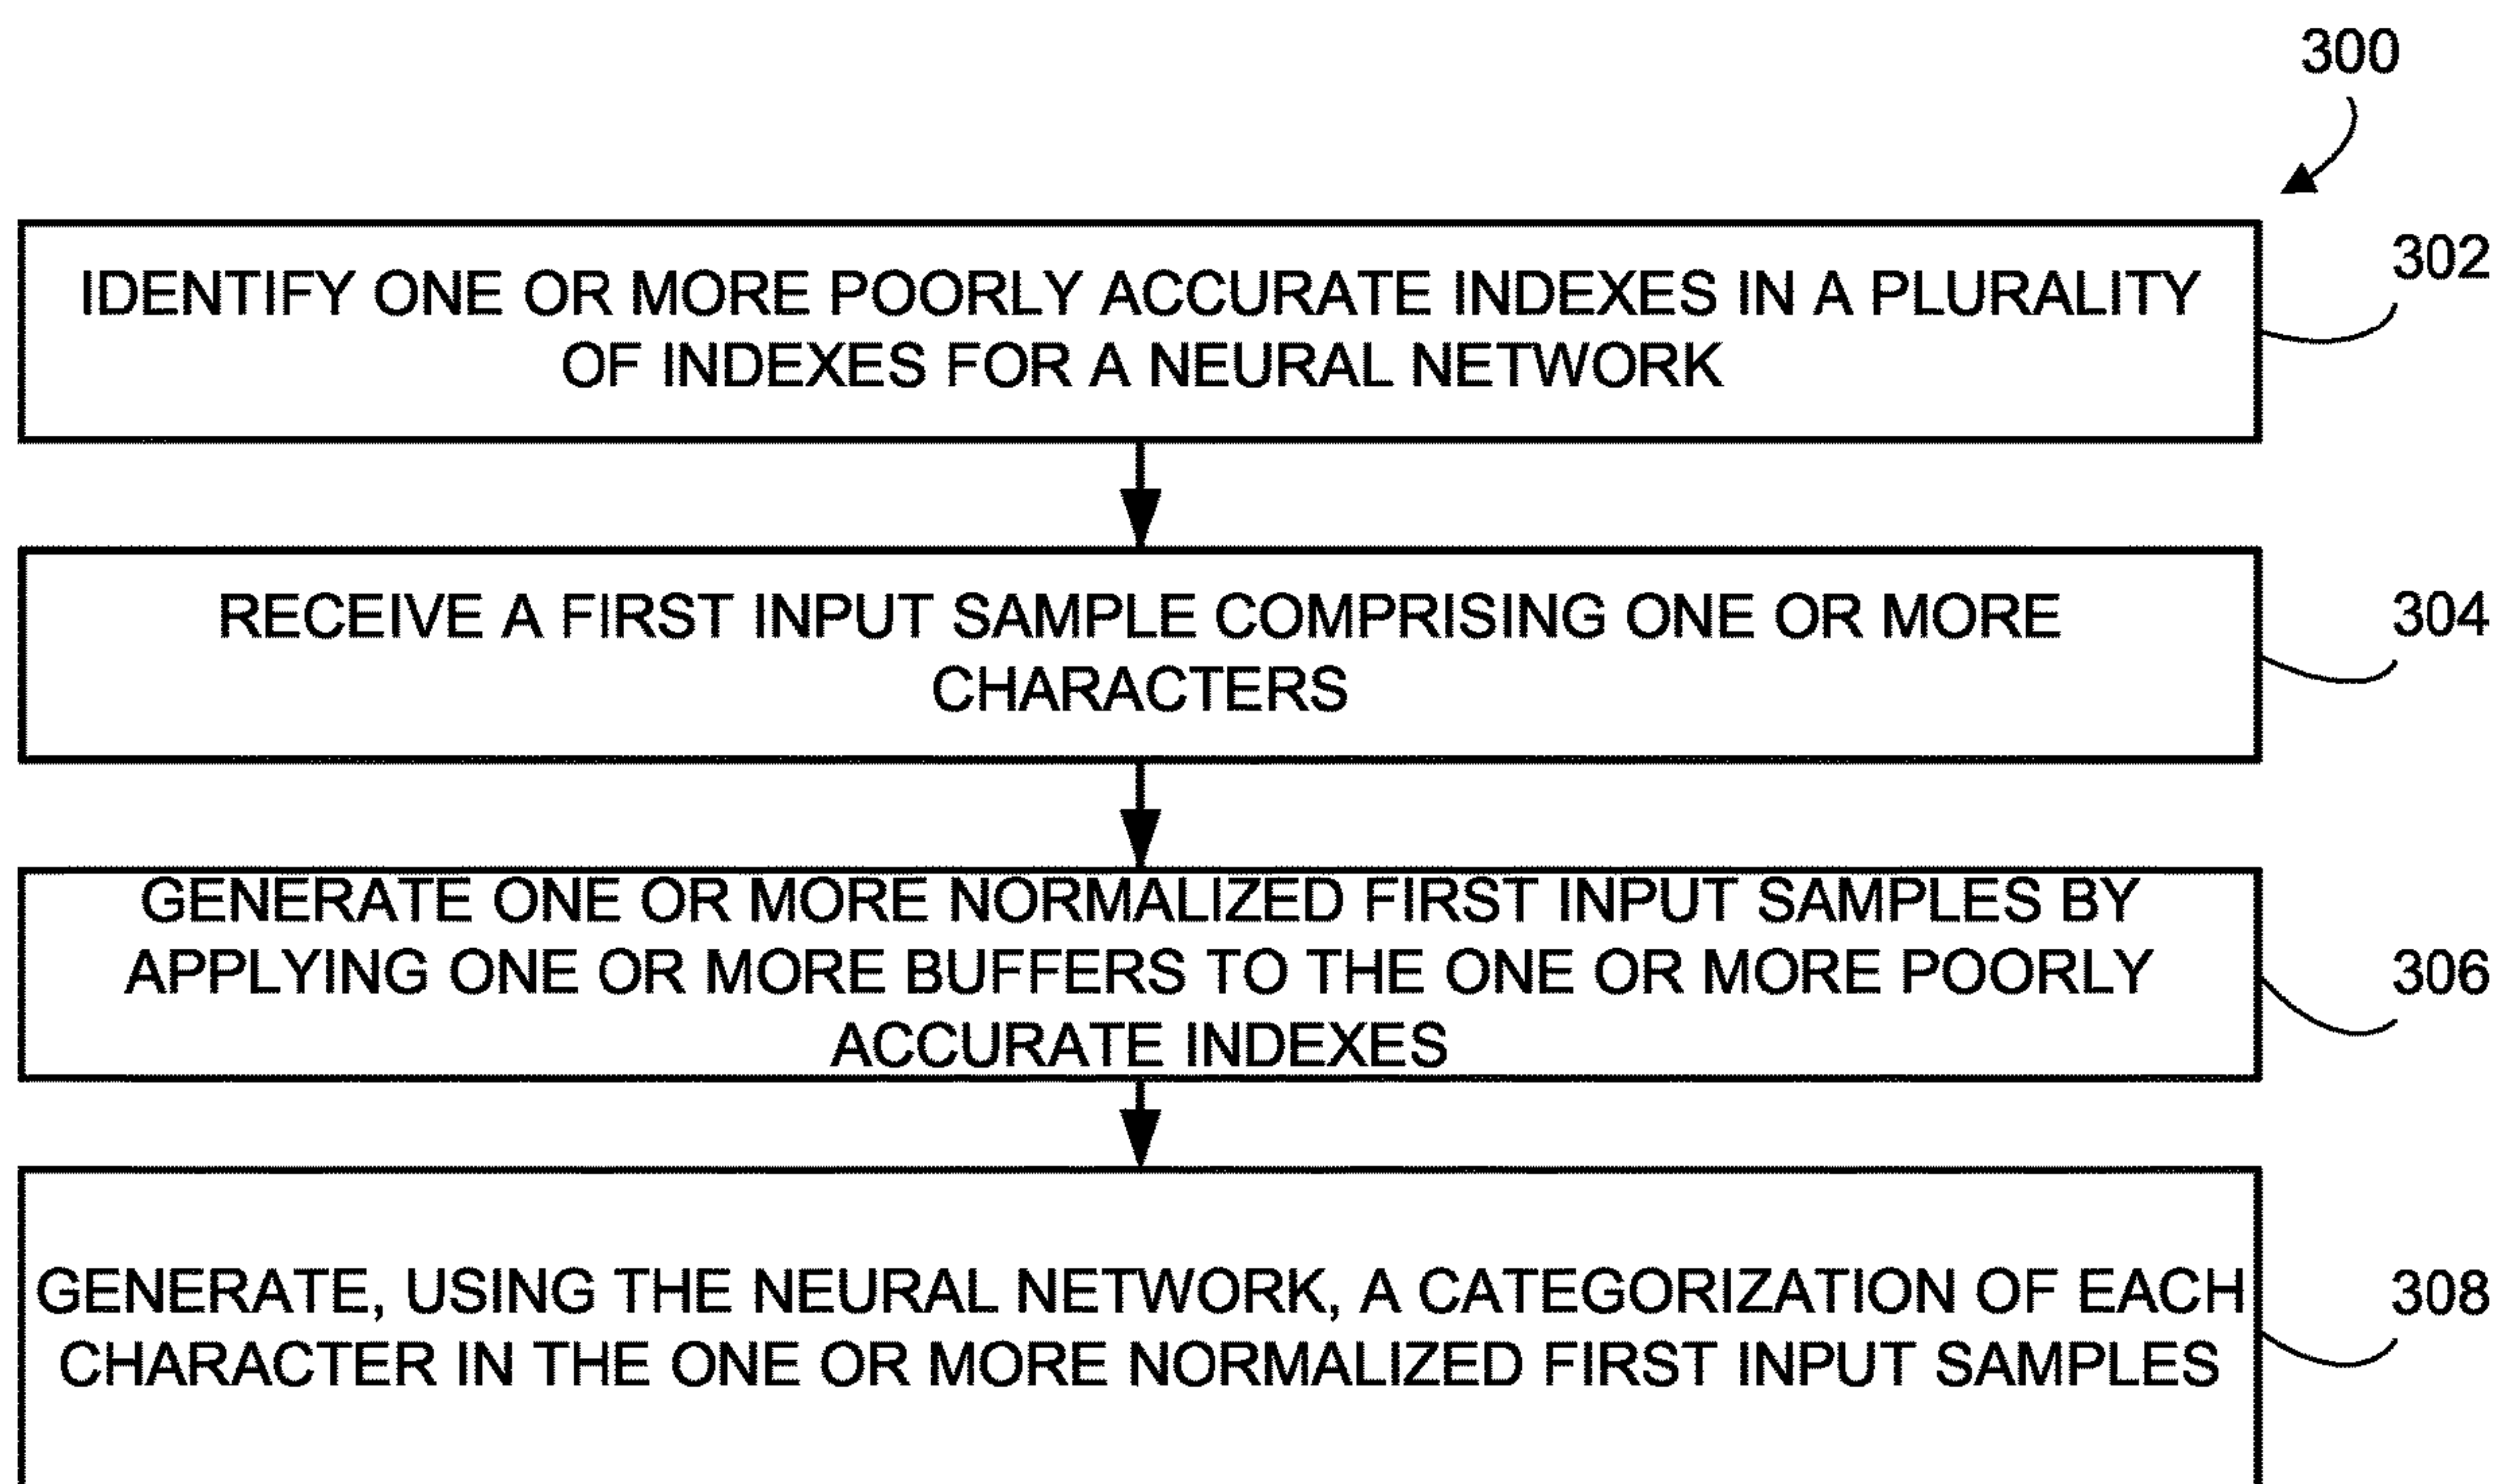 300
IDENTIFY ONE OR MORE POORLY ACCURATE INDEXES IN A PLURALITY
OF INDEXES FOR A NEURAL NETWORK
302
RECEIVE A FIRST INPUT SAMPLE COMPRISING ONE OR MORE
CHARACTERS
304
GENERATE ONE OR MORE NORMALIZED FIRST INPUT SAMPLES BY
APPLYING ONE OR MORE BUFFERS TO THE ONE OR MORE POORLY
ACCURATE INDEXES
306
GENERATE, USING THE NEURAL NETWORK, A CATEGORIZATION OF EACH
CHARACTER IN THE ONE OR MORE NORMALIZED FIRST INPUT SAMPLES
308